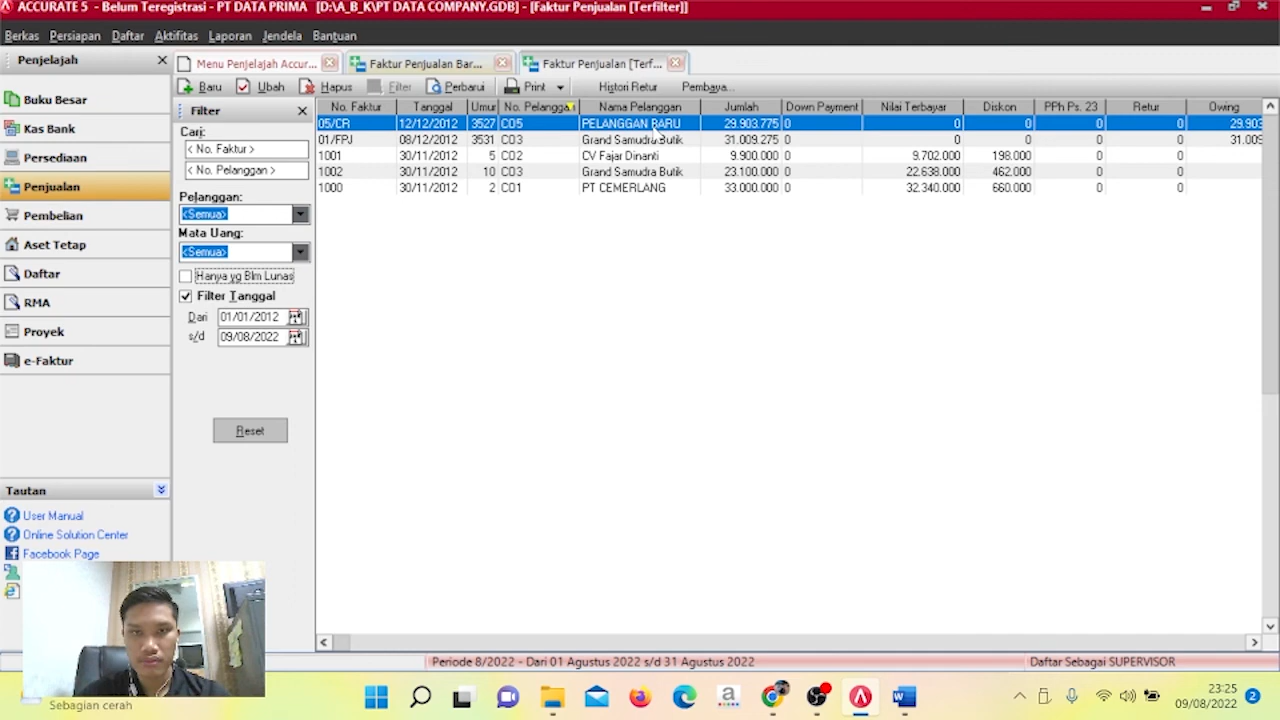 ACCURATE 5 - Belum Teregistrasi - PT DATA PRIMA [D:\A_B_K\PT DATA COMPANY.GDB] - [Faktur Penjualan [Terfilter]]
Berkas Persiapan Daftar Aktifitas Laporan Jendela Bantuan
Penjelajah
Menu Penjelajah Accur... Faktur Penjualan Bar... Faktur Penjualan [Terf...
Baru Ubah Hapus Filter Perbarui Print Histori Retur Pembaya...
Buku Besar
Kas Bank
Persediaan
Penjualan
Pembelian
Aset Tetap
Daftar
RMA
Proyek
e-Faktur
Tautan
User Manual
Online Solution Center
Facebook Page
Filter
Cari:
< No. Faktur >
< No. Pelanggan >
Pelanggan:
<Semua>
Mata Uang:
<Semua>
Hanya yg Blm Lunas
Filter Tanggal
Dari 01/01/2012
s/d 09/08/2022
Reset
No. Faktur Tanggal Umur No. Pelangga Nama Pelanggan Jumlah Down Payment Nilai Terbayar Diskon PPh Ps. 23 Retur Owing
05/CR 12/12/2012 3527 C05 PELANGGAN BARU 29.903.775 0 0 0 0 0 29.903
01/FPJ 08/12/2012 3531 C03 Grand Samudra Butik 31.009.275 0 0 0 0 0 31.009
1001 30/11/2012 5 C02 CV Fajar Dinanti 9.900.000 0 9.702.000 198.000 0 0
1002 30/11/2012 10 C03 Grand Samudra Butik 23.100.000 0 22.638.000 462.000 0 0
1000 30/11/2012 2 C01 PT CEMERLANG 33.000.000 0 32.340.000 660.000 0 0
Periode 8/2022 - Dari 01 Agustus 2022 s/d 31 Agustus 2022
Daftar Sebagai SUPERVISOR
Sebagian cerah
23:25
09/08/2022
2